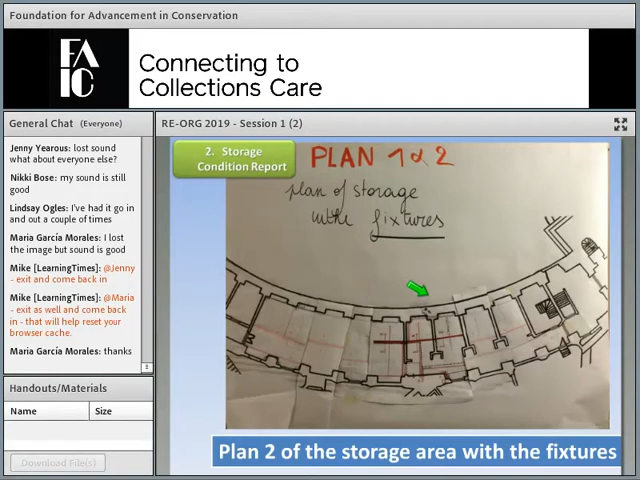 Foundation for Advancement in Conservation
FA
IC
Connecting to
Collections Care
General Chat (Everyone)
Jenny Yearous: lost sound
what about everyone else?
Nikki Bose: my sound is still
good
Lindsay Ogles: I've had it go in
and out a couple of times
Maria García Morales: I lost
the image but sound is good
Mike [LearningTimes]: @Jenny
- exit and come back in
Mike [LearningTimes]: @Maria
- exit as well and come back
in - that will help reset your
browser cache.
Maria García Morales: thanks
Handouts/Materials
Name Size
Download File(s)
RE-ORG 2019 - Session 1 (2)
2. Storage
Condition Report
PLAN 1 & 2
plan of storage
with fixtures
Plan 2 of the storage area with the fixtures